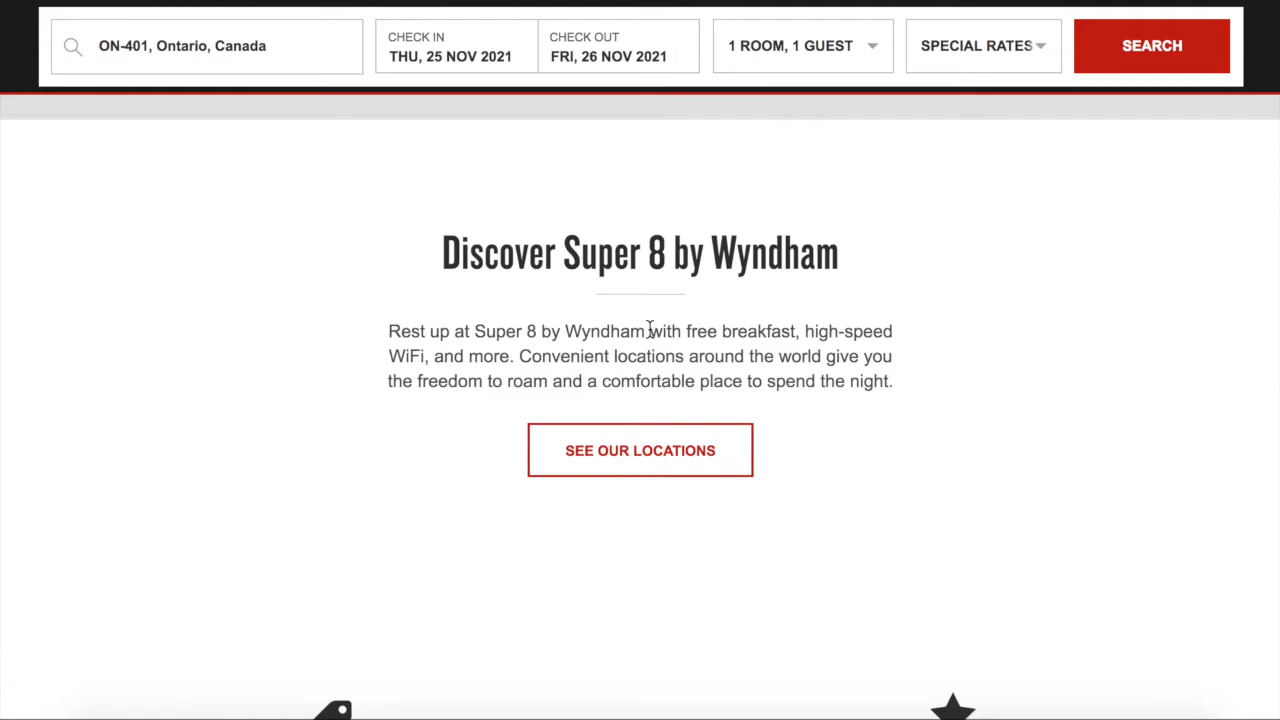 ON-401, Ontario, Canada
CHECK IN
THU, 25 NOV 2021
CHECK OUT
FRI, 26 NOV 2021
1 ROOM, 1 GUEST
SPECIAL RATES
SEARCH
Discover Super 8 by Wyndham
Rest up at Super 8 by Wyndham with free breakfast, high-speed
WiFi, and more. Convenient locations around the world give you
the freedom to roam and a comfortable place to spend the night.
SEE OUR LOCATIONS